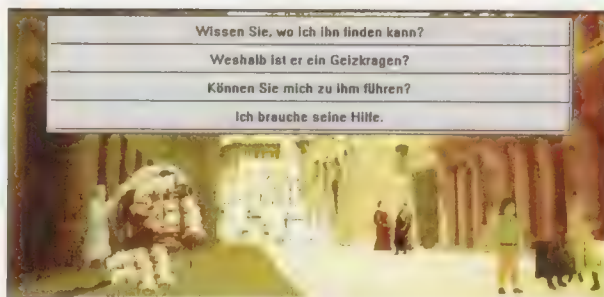 Wissen Sie, wo ich ihn finden kann?
Weshalb ist er ein Geizkragen?
Können Sie mich zu ihm führen?
Ich brauche seine Hilfe.